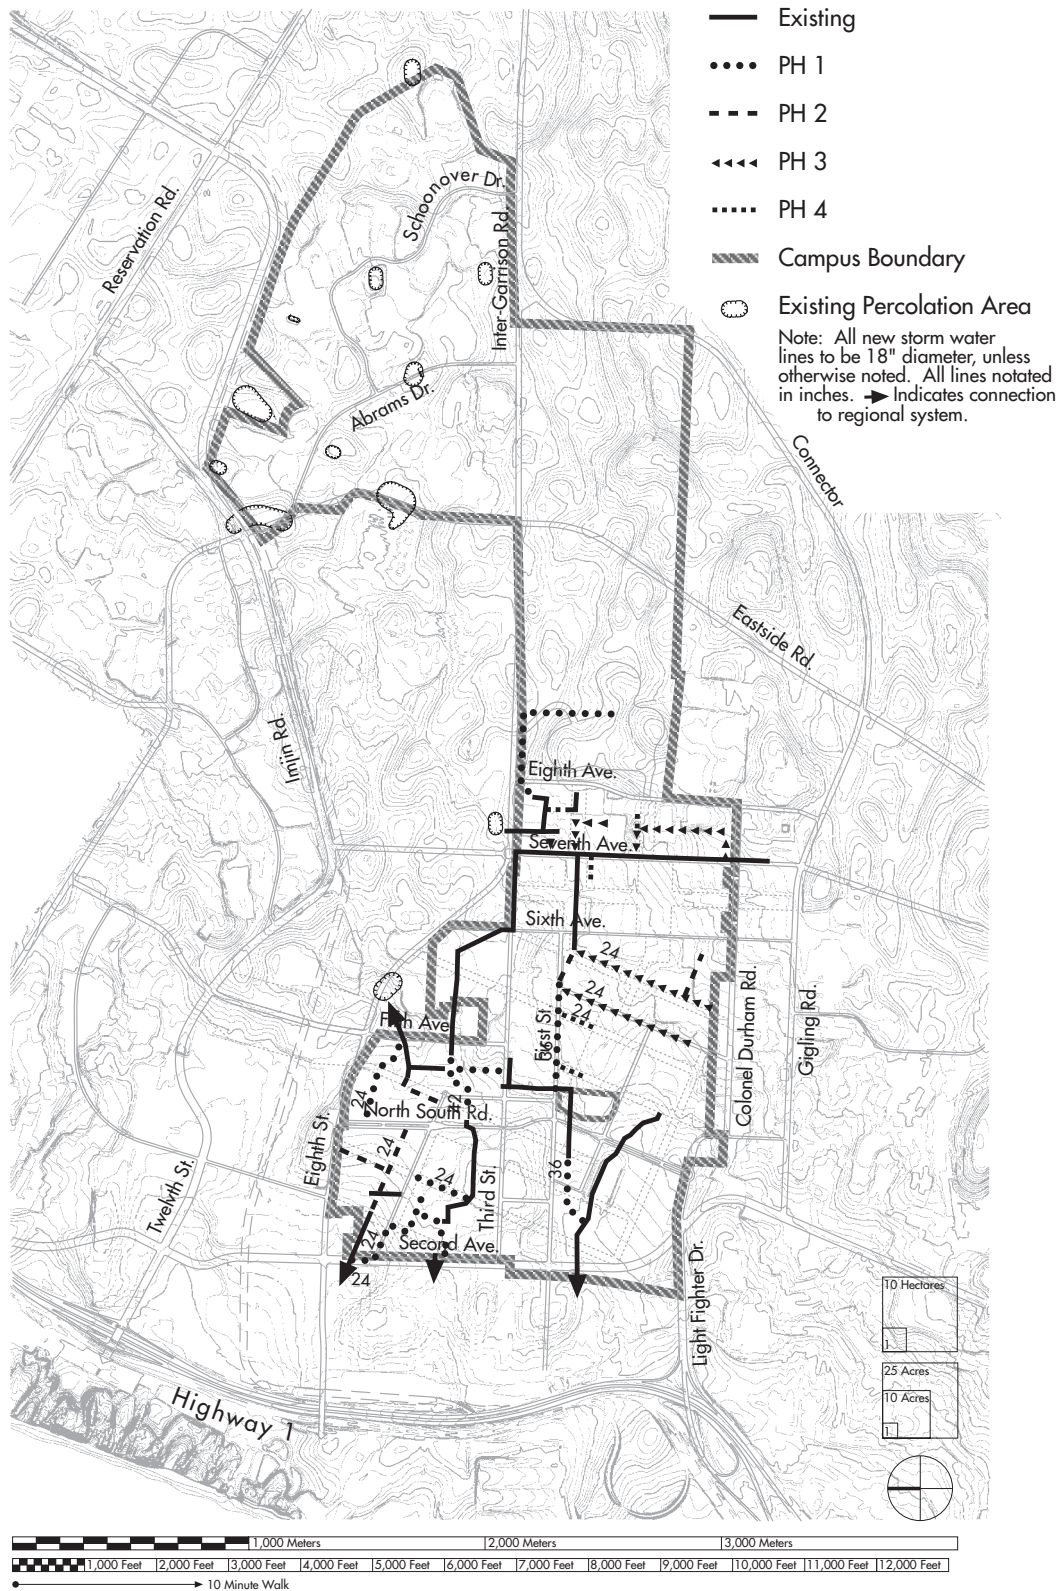 Existing
PH 1
PH 2
PH 3
PH 4
Campus Boundary
Existing Percolation Area
Note: All new storm water
lines to be 18" diameter, unless
otherwise noted. All lines notated
in inches. Indicates connection
to regional system.
Reservation Rd.
Schoonover Dr.
Inter-Garrison Rd.
Abrams Dr.
Connector
Eastside Rd.
Imjin Rd.
Eighth Ave.
Seventh Ave.
Sixth Ave.
24
24
24
Fifth Ave.
First St.
Colonel Durham Rd.
Gigling Rd.
24
42
North South Rd.
Eighth St.
24
24
36
Twelvth St.
Third St.
24
Second Ave.
24
Light Fighter Dr.
10 Hectares
1
25 Acres
10 Acres
1
Highway 1
1,000 Meters
2,000 Meters
3,000 Meters
1,000 Feet
2,000 Feet
3,000 Feet
4,000 Feet
5,000 Feet
6,000 Feet
7,000 Feet
8,000 Feet
9,000 Feet
10,000 Feet
11,000 Feet
12,000 Feet
10 Minute Walk